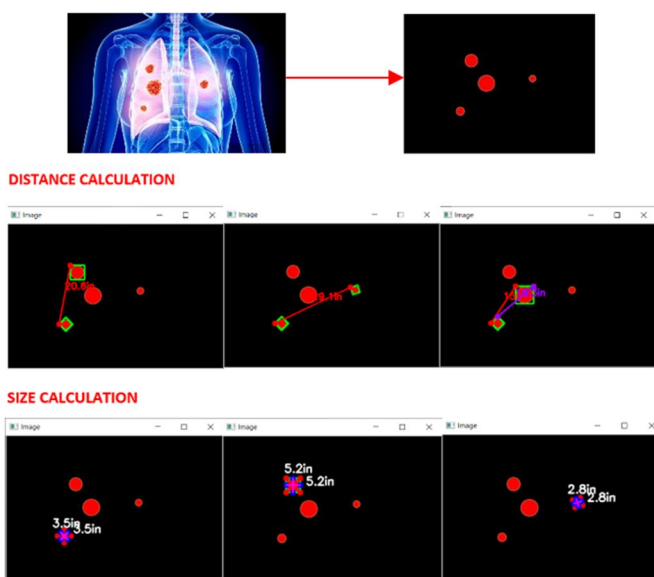 DISTANCE CALCULATION
Image
Image
Image
20.6in
SIZE CALCULATION
Image
Image
Image
3.5in
3.5in
5.2in
5.2in
2.8in
2.8in